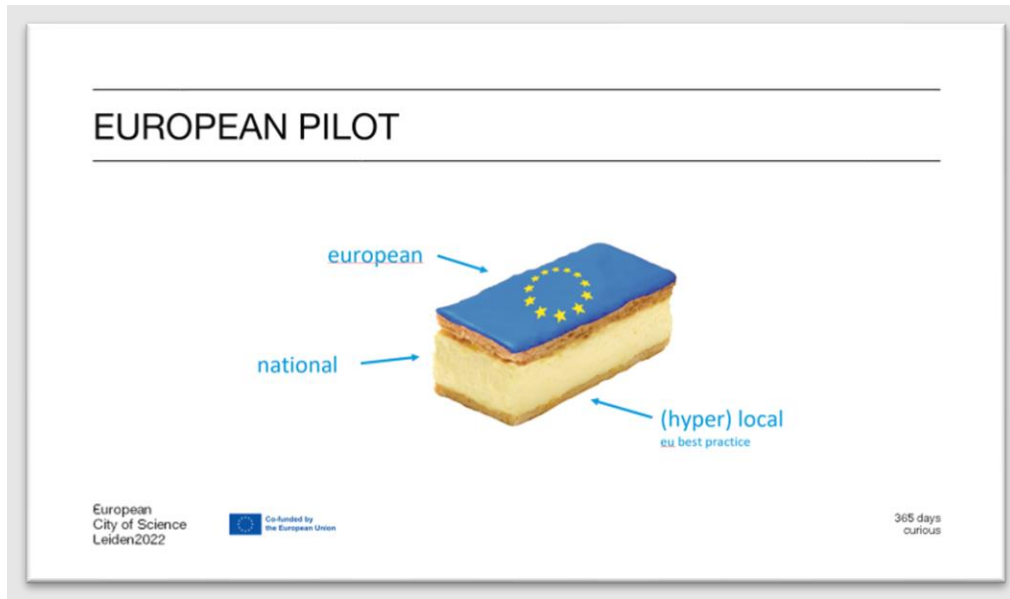 EUROPEAN PILOT
european
national
(hyper) local
eu best practice
European
City of Science
Leiden2022
Co-funded by
the European Union
365 days
curious